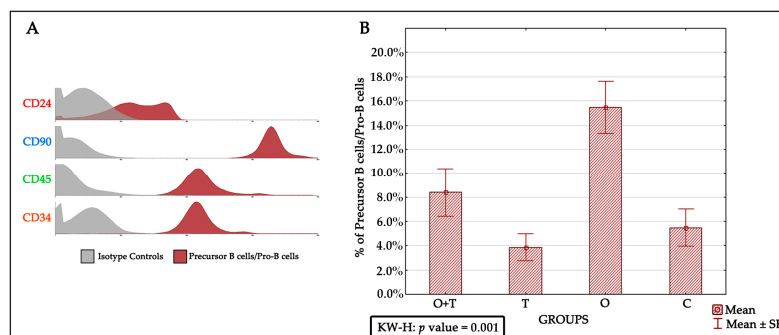 A
CD24
CD90
CD45
CD34
Isotype Controls
Precursor B cells/Pro-B cells
B
% of Precursor B cells/Pro-B cells
20.0%
18.0%
16.0%
14.0%
12.0%
10.0%
8.0%
6.0%
4.0%
2.0%
0.0%
O+T
T
O
C
GROUPS
KW-H: p value = 0.001
Mean
Mean ±